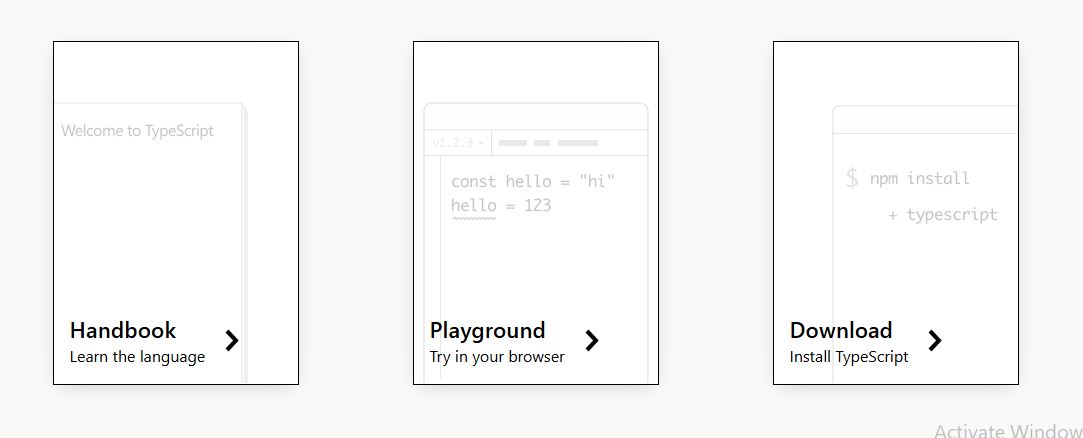 Welcome to TypeScript
Handbook
Learn the language
v1.2.3
const hello = "hi"
hello = 123
Playground
Try in your browser
$ npm install
+ typescript
Download
Install TypeScript
Activate Window